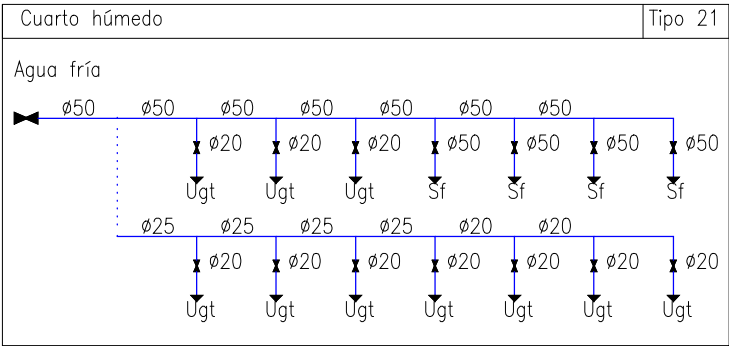 Cuarto húmedo Tipo 21
Agua fría
ø50 ø50 ø50 ø50 ø50 ø50 ø50
ø20 ø20 ø20 ø50 ø50 ø50 ø50
Ugt Ugt Ugt Sf Sf Sf Sf
ø25 ø25 ø25 ø25 ø20 ø20
ø20 ø20 ø20 ø20 ø20 ø20 ø20
Ugt Ugt Ugt Ugt Ugt Ugt Ugt